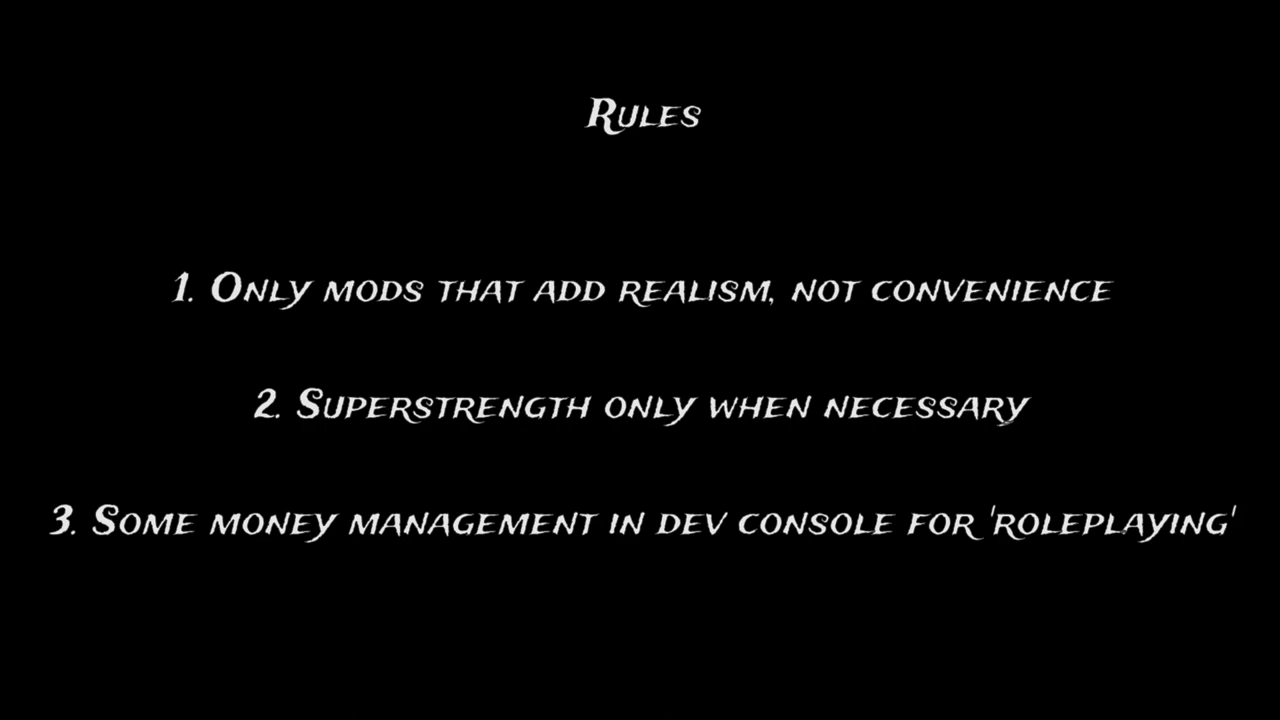 Rules
1. Only mods that add realism, not convenience
2. Superstrength only when necessary
3. Some money management in dev console for 'roleplaying'